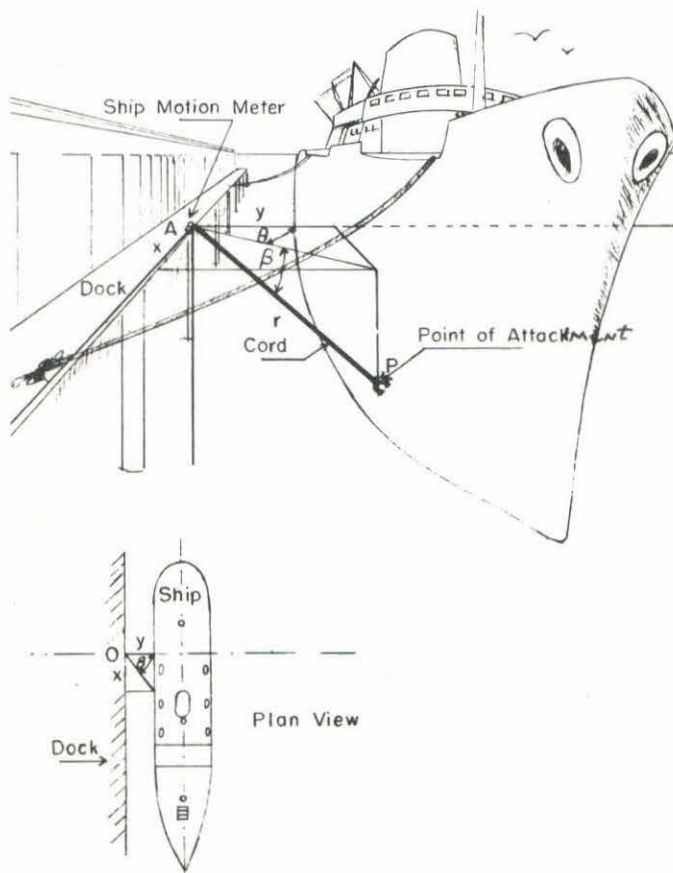 Ship Motion Meter
A
y
θ
x
β
Dock
r
Cord
P
Point of Attachment
Ship
O
y
θ
x
Plan View
Dock